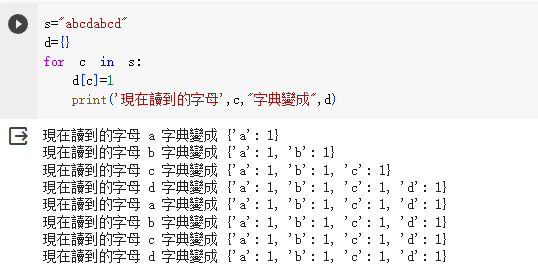 s="abcdabcd"
d={}
for c in s:
    d[c]=1
    print('現在讀到的字母',c,"字典變成",d)
現在讀到的字母 a 字典變成 {'a': 1}
現在讀到的字母 b 字典變成 {'a': 1, 'b': 1}
現在讀到的字母 c 字典變成 {'a': 1, 'b': 1, 'c': 1}
現在讀到的字母 d 字典變成 {'a': 1, 'b': 1, 'c': 1, 'd': 1}
現在讀到的字母 a 字典變成 {'a': 1, 'b': 1, 'c': 1, 'd': 1}
現在讀到的字母 b 字典變成 {'a': 1, 'b': 1, 'c': 1, 'd': 1}
現在讀到的字母 c 字典變成 {'a': 1, 'b': 1, 'c': 1, 'd': 1}
現在讀到的字母 d 字典變成 {'a': 1, 'b': 1, 'c': 1, 'd': 1}